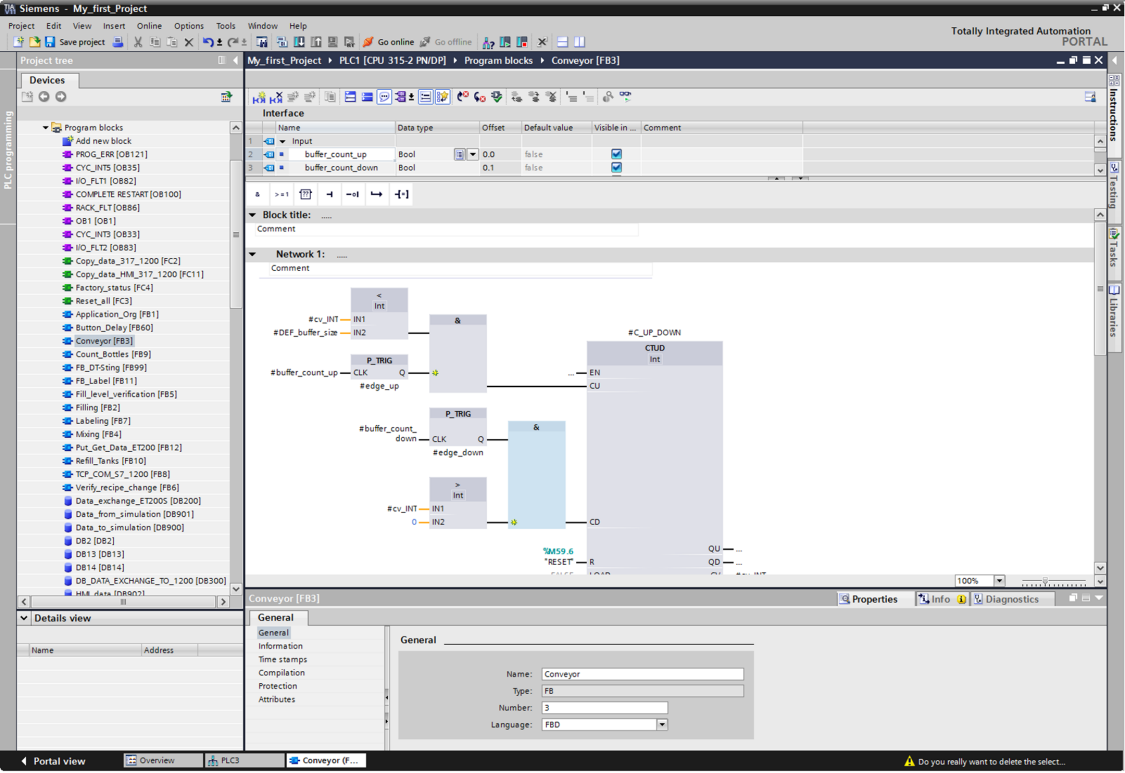 Siemens - My_first_Project
Project Edit View Insert Online Options Tools Window Help
Totally Integrated Automation
PORTAL
Save project
Go online
Go offline
Project tree
My_first_Project PLC1 [CPU 315-2 PN/DP] Program blocks Conveyor [FB3]
Devices
PLC programming
Program blocks
Add new block
PROG_ERR [OB121]
CYC_INT5 [OB35]
I/O_FLT1 [OB82]
COMPLETE RESTART [OB100]
RACK_FLT [OB86]
OB1 [OB1]
CYC_INT3 [OB33]
I/O_FLT2 [OB83]
Copy_data_317_1200 [FC2]
Copy_data_HMI_317_1200 [FC11]
Factory_status [FC4]
Reset_all [FC3]
Application_Org [FB1]
Button_Delay [FB60]
Conveyor [FB3]
Count_Bottles [FB9]
FB_DT-Sting [FB99]
FB_Label [FB11]
Fill_level_verification [FB5]
Filling [FB2]
Labeling [FB7]
Mixing [FB4]
Put_Get_Data_ET200 [FB12]
Refill_Tanks [FB10]
TCP_COM_S7_1200 [FB8]
Verify_recipe_change [FB6]
Data_exchange_ET200S [DB200]
Data_from_simulation [DB901]
Data_to_simulation [DB900]
DB2 [DB2]
DB13 [DB13]
DB14 [DB14]
DB_DATA_EXCHANGE_TO_1200 [DB300]
HMI_data [DB902]
Details view
Name Address
Interface
Name Data type Offset Default value Visible in ... Comment
1 Input
2 buffer_count_up Bool 0.0 false
3 buffer_count_down Bool 0.1 false
& >=1 [??] ⊣ −o| ↦ −[=]
Block title: .....
Comment
Network 1: .....
Comment
<
Int
#cv_INT IN1
#DEF_buffer_size IN2
&
P_TRIG
#buffer_count_up CLK Q
#edge_up
#C_UP_DOWN
CTUD
Int
... EN
CU
P_TRIG
#buffer_count_
down CLK Q
#edge_down
&
>
Int
#cv_INT IN1
0 IN2
CD
%M59.6
"RESET" R
QU ...
QD ...
FALSE LOAD CV #cv_INT
100%
Conveyor [FB3]
Properties Info Diagnostics
General
General
Information
Time stamps
Compilation
Protection
Attributes
General
Name: Conveyor
Type: FB
Number: 3
Language: FBD
Instructions
Testing
Tasks
Libraries
Portal view Overview PLC3 Conveyor (F... Do you really want to delete the select...